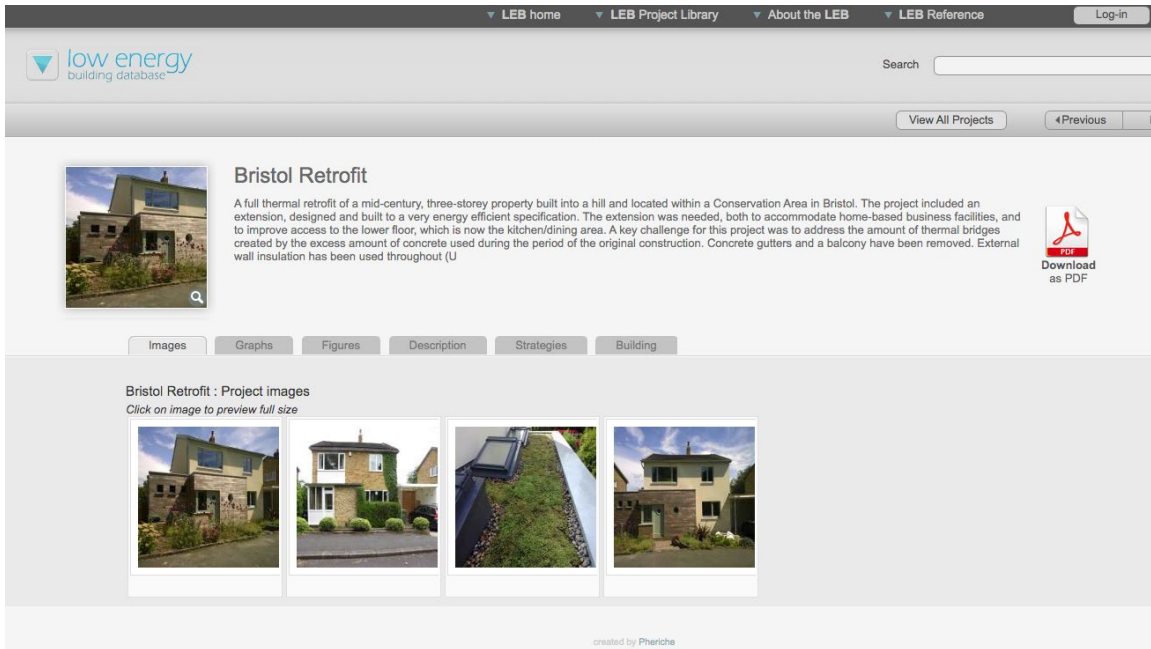 LEB home LEB Project Library About the LEB LEB Reference Log-in
low energy
building database
Search
View All Projects Previous
Bristol Retrofit
A full thermal retrofit of a mid-century, three-storey property built into a hill and located within a Conservation Area in Bristol. The project included an
extension, designed and built to a very energy efficient specification. The extension was needed, both to accommodate home-based business facilities, and
to improve access to the lower floor, which is now the kitchen/dining area. A key challenge for this project was to address the amount of thermal bridges
created by the excess amount of concrete used during the period of the original construction. Concrete gutters and a balcony have been removed. External
wall insulation has been used throughout (U
PDF
Download
as PDF
Images Graphs Figures Description Strategies Building
Bristol Retrofit : Project images
Click on image to preview full size
created by Pheriche